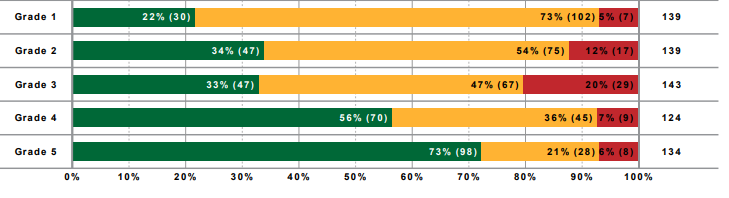 Grade 1 22% (30) 73% (102) 5% (7) 139
Grade 2 34% (47) 54% (75) 12% (17) 139
Grade 3 33% (47) 47% (67) 20% (29) 143
Grade 4 56% (70) 36% (45) 7% (9) 124
Grade 5 73% (98) 21% (28) 6% (8) 134
0% 10% 20% 30% 40% 50% 60% 70% 80% 90% 100%